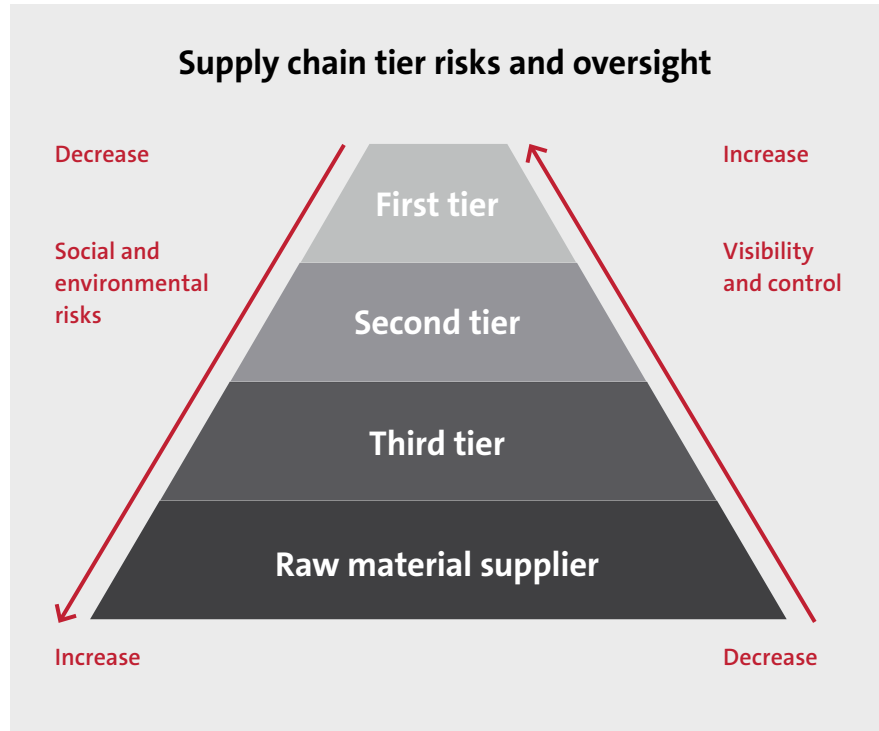 Supply chain tier risks and oversight
Decrease
Increase
First tier
Social and
environmental
risks
Visibility
and control
Second tier
Third tier
Raw material supplier
Increase
Decrease